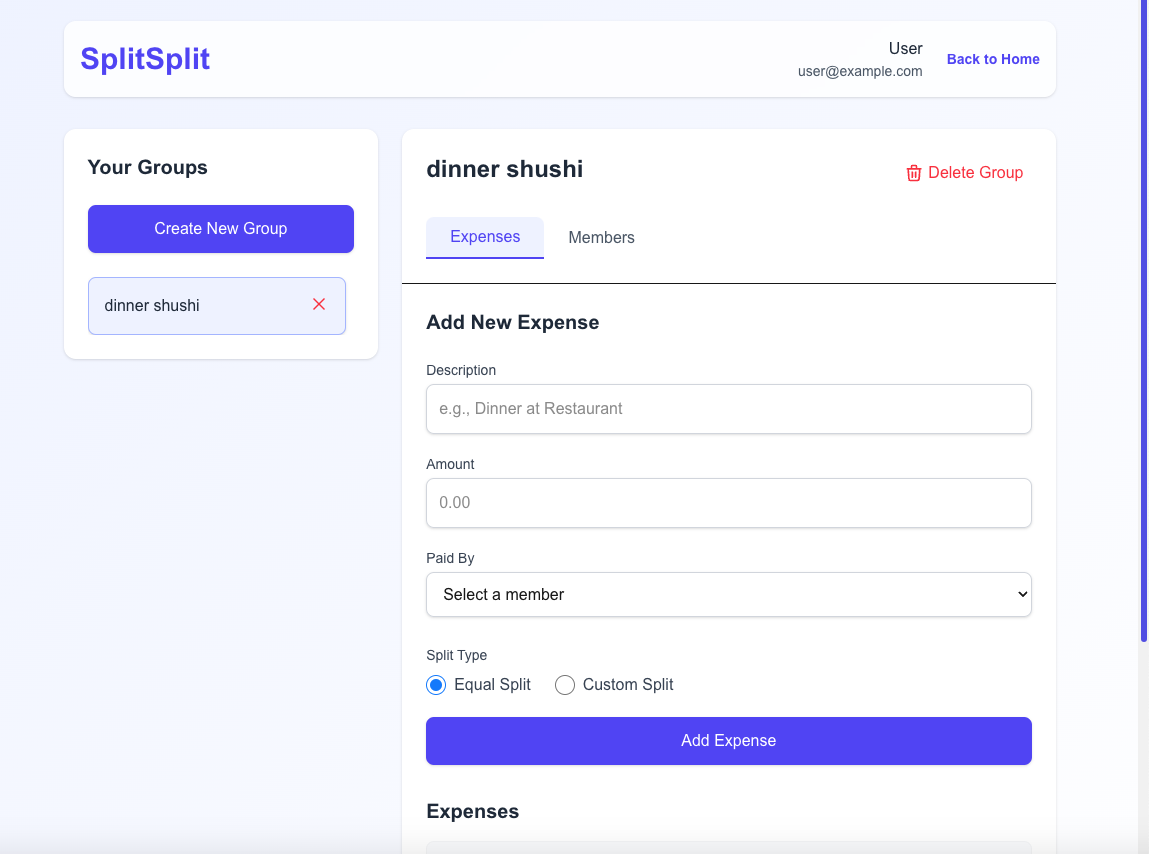 SplitSplit
User
user@example.com
Back to Home
Your Groups
Create New Group
dinner shushi
dinner shushi
Delete Group
Expenses
Members
Add New Expense
Description
e.g., Dinner at Restaurant
Amount
0.00
Paid By
Select a member
Split Type
Equal Split
Custom Split
Add Expense
Expenses